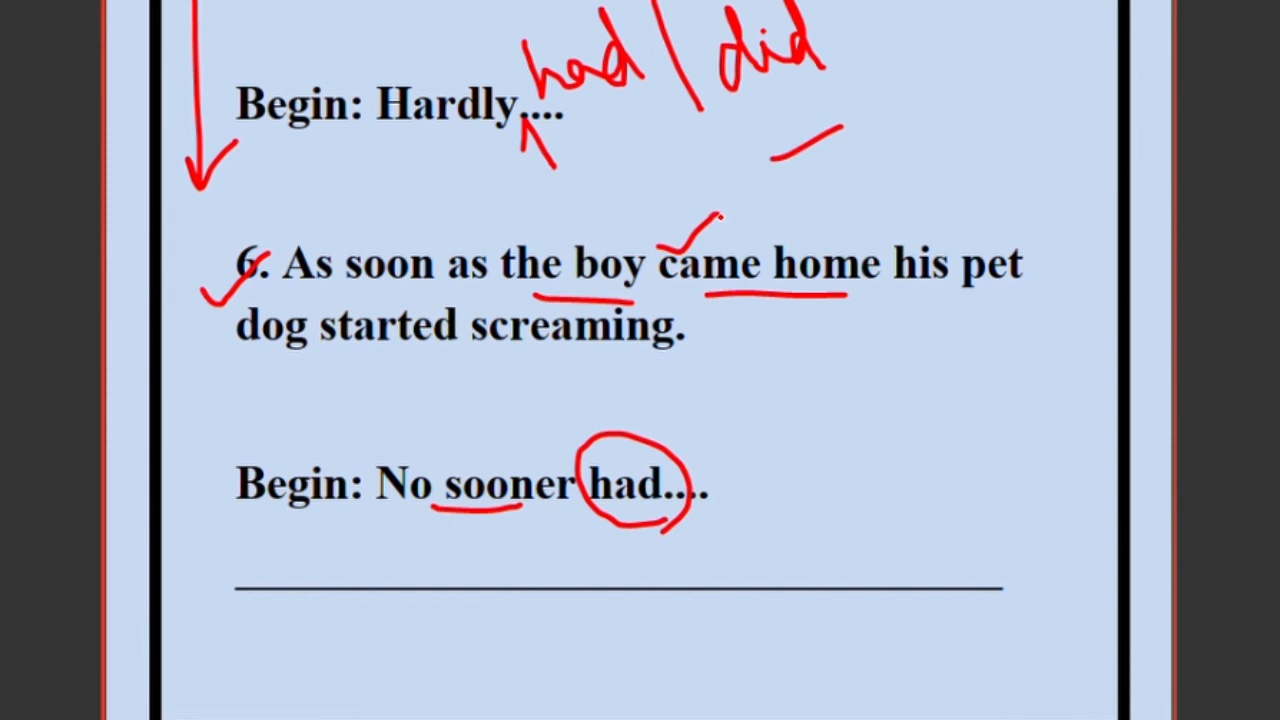 had / did
Begin: Hardly....
6. As soon as the boy came home his pet
dog started screaming.
Begin: No sooner had....